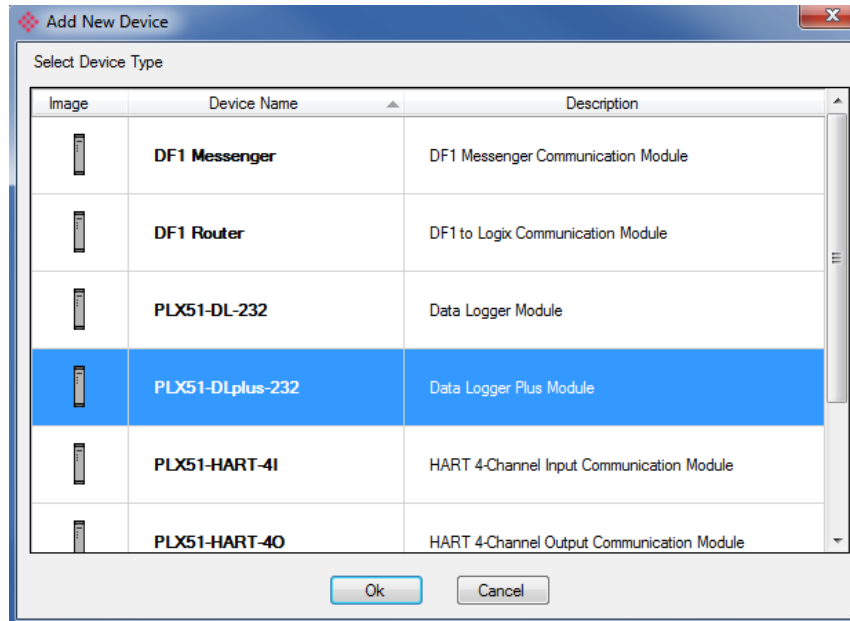 Add New Device
Select Device Type
Image Device Name Description
DF1 Messenger DF1 Messenger Communication Module
DF1 Router DF1 to Logix Communication Module
PLX51-DL-232 Data Logger Module
PLX51-DLplus-232 Data Logger Plus Module
PLX51-HART-4I HART 4-Channel Input Communication Module
PLX51-HART-4O HART 4-Channel Output Communication Module
Ok Cancel